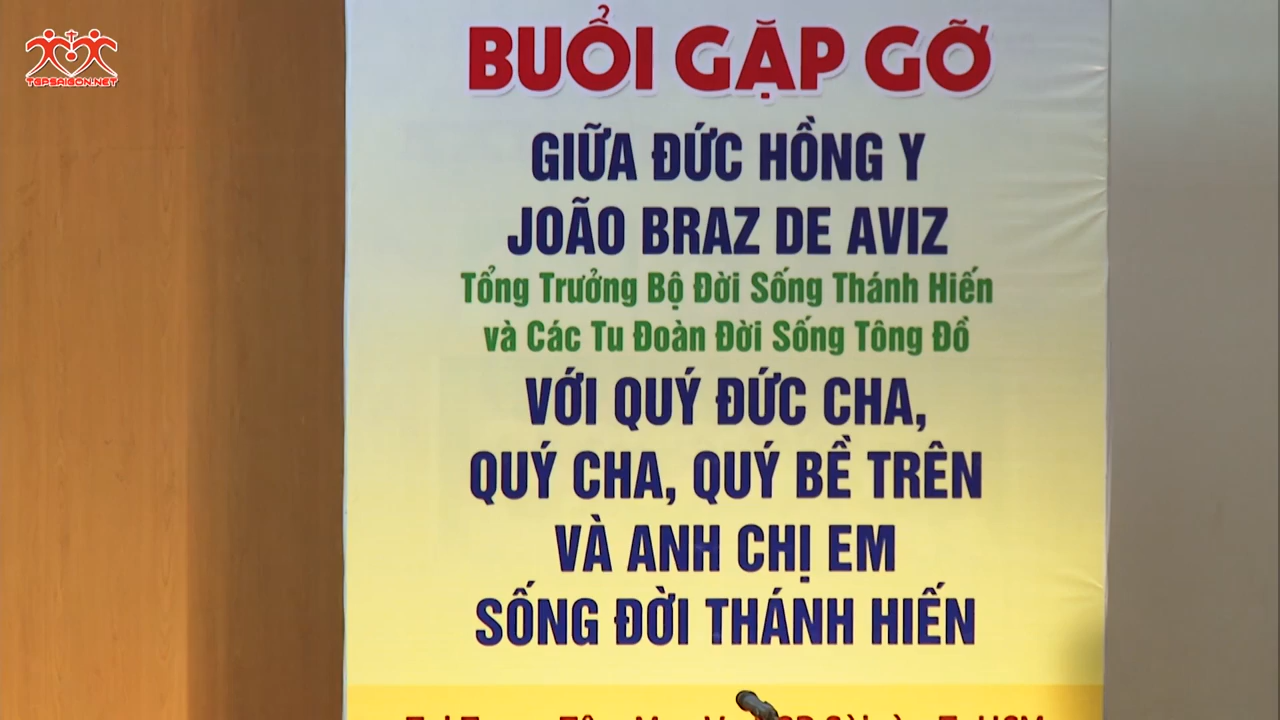 TGPSAIGON.NET
BUỔI GẶP GỠ
GIỮA ĐỨC HỒNG Y
JOÃO BRAZ DE AVIZ
Tổng Trưởng Bộ Đời Sống Thánh Hiến
và Các Tu Đoàn Đời Sống Tông Đồ
VỚI QUÝ ĐỨC CHA,
QUÝ CHA, QUÝ BỀ TRÊN
VÀ ANH CHỊ EM
SỐNG ĐỜI THÁNH HIẾN